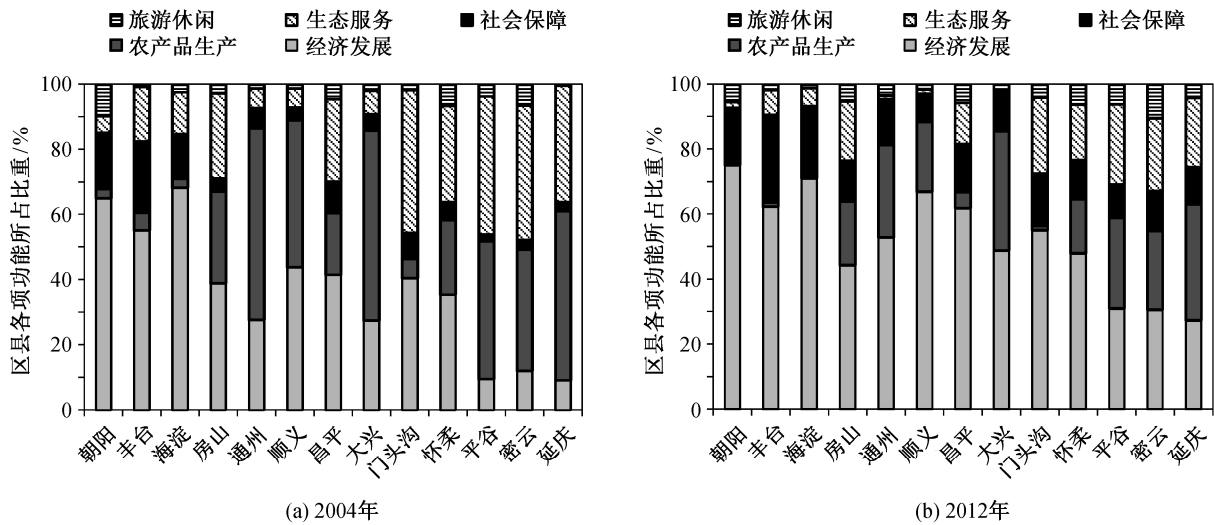 旅游休闲 生态服务 社会保障
农产品生产 经济发展
区县各项功能所占比重/%
100
80
60
40
20
0
朝阳 丰台 海淀 房山 通州 顺义 昌平 大兴 门头沟 怀柔 平谷 密云 延庆
(a) 2004年
旅游休闲 生态服务 社会保障
农产品生产 经济发展
区县各项功能所占比重/%
100
80
60
40
20
0
朝阳 丰台 海淀 房山 通州 顺义 昌平 大兴 门头沟 怀柔 平谷 密云 延庆
(b) 2012年